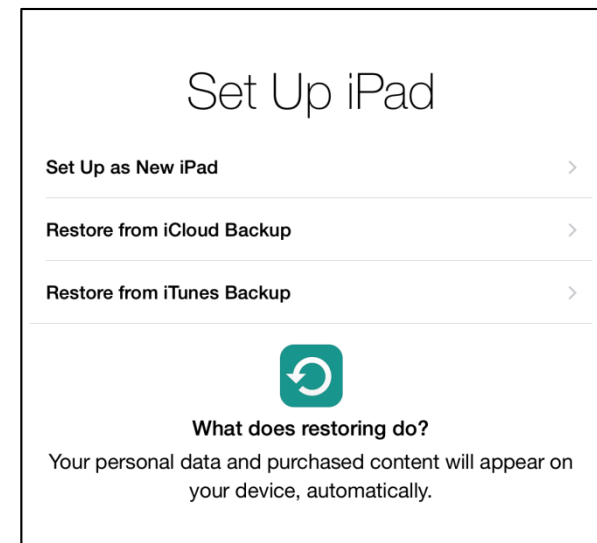 Set Up iPad
Set Up as New iPad
Restore from iCloud Backup
Restore from iTunes Backup
What does restoring do?
Your personal data and purchased content will appear on
your device, automatically.